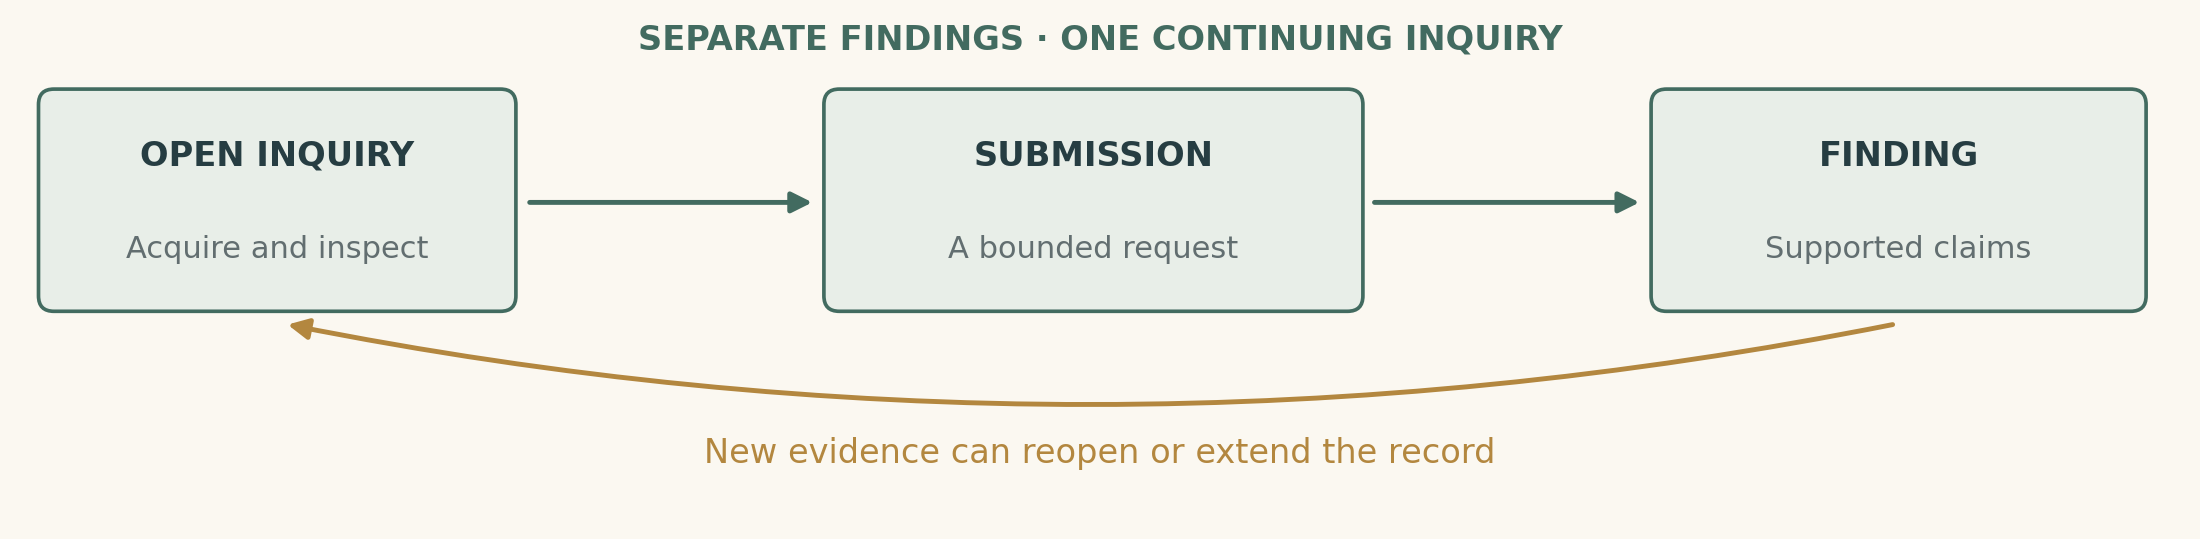 SEPARATE FINDINGS · ONE CONTINUING INQUIRY
OPEN INQUIRY
Acquire and inspect
SUBMISSION
A bounded request
FINDING
Supported claims
New evidence can reopen or extend the record